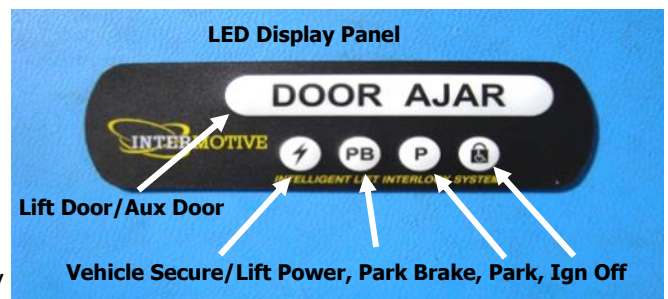 LED Display Panel
DOOR AJAR
INTERMOTIVE
PB P
INTELLIGENT LIFT INTERLOCK SYSTEM
Lift Door/Aux Door
Vehicle Secure/Lift Power, Park Brake, Park, Ign Off